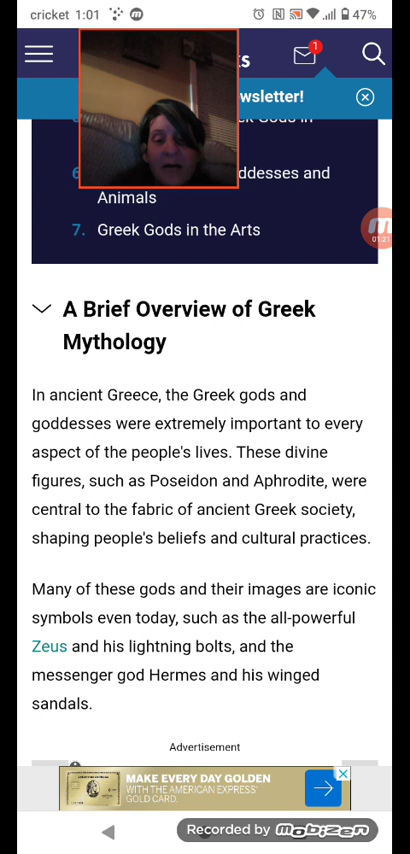 cricket 1:01
47%
1
ks
wsletter!
6
ddesses and
Animals
7. Greek Gods in the Arts
01:21
A Brief Overview of Greek
Mythology
In ancient Greece, the Greek gods and
goddesses were extremely important to every
aspect of the people's lives. These divine
figures, such as Poseidon and Aphrodite, were
central to the fabric of ancient Greek society,
shaping people's beliefs and cultural practices.
Many of these gods and their images are iconic
symbols even today, such as the all-powerful
Zeus and his lightning bolts, and the
messenger god Hermes and his winged
sandals.
Advertisement
MAKE EVERY DAY GOLDEN
WITH THE AMERICAN EXPRESS®
GOLD CARD.
Recorded by mobizen